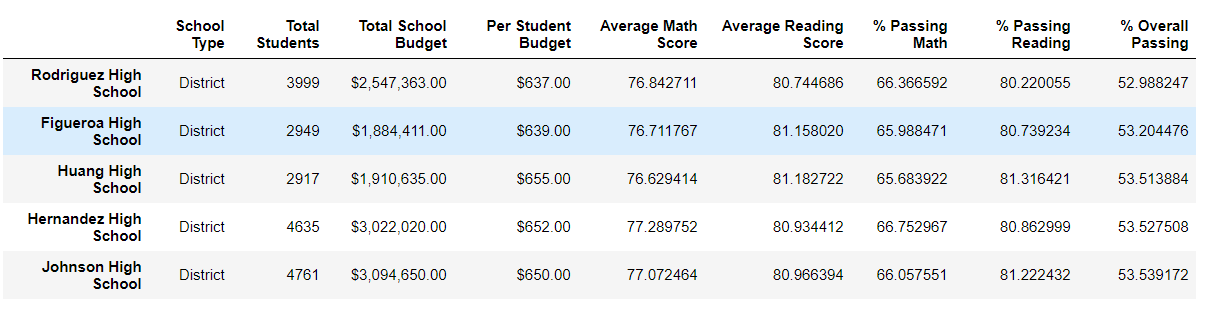 School Type Total Students Total School Budget Per Student Budget Average Math Score Average Reading Score % Passing Math % Passing Reading % Overall Passing
Rodriguez High School District 3999 $2,547,363.00 $637.00 76.842711 80.744686 66.366592 80.220055 52.988247
Figueroa High School District 2949 $1,884,411.00 $639.00 76.711767 81.158020 65.988471 80.739234 53.204476
Huang High School District 2917 $1,910,635.00 $655.00 76.629414 81.182722 65.683922 81.316421 53.513884
Hernandez High School District 4635 $3,022,020.00 $652.00 77.289752 80.934412 66.752967 80.862999 53.527508
Johnson High School District 4761 $3,094,650.00 $650.00 77.072464 80.966394 66.057551 81.222432 53.539172